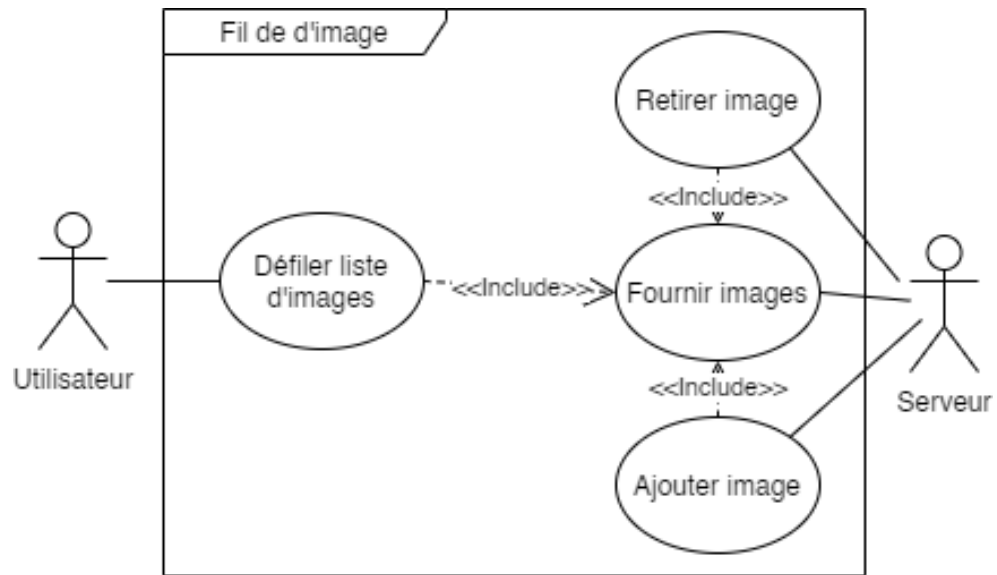 Fil de d'image
Retirer image
<<Include>>
Défiler liste
d'images
<<Include>>
Fournir images
Utilisateur
<<Include>>
Serveur
Ajouter image